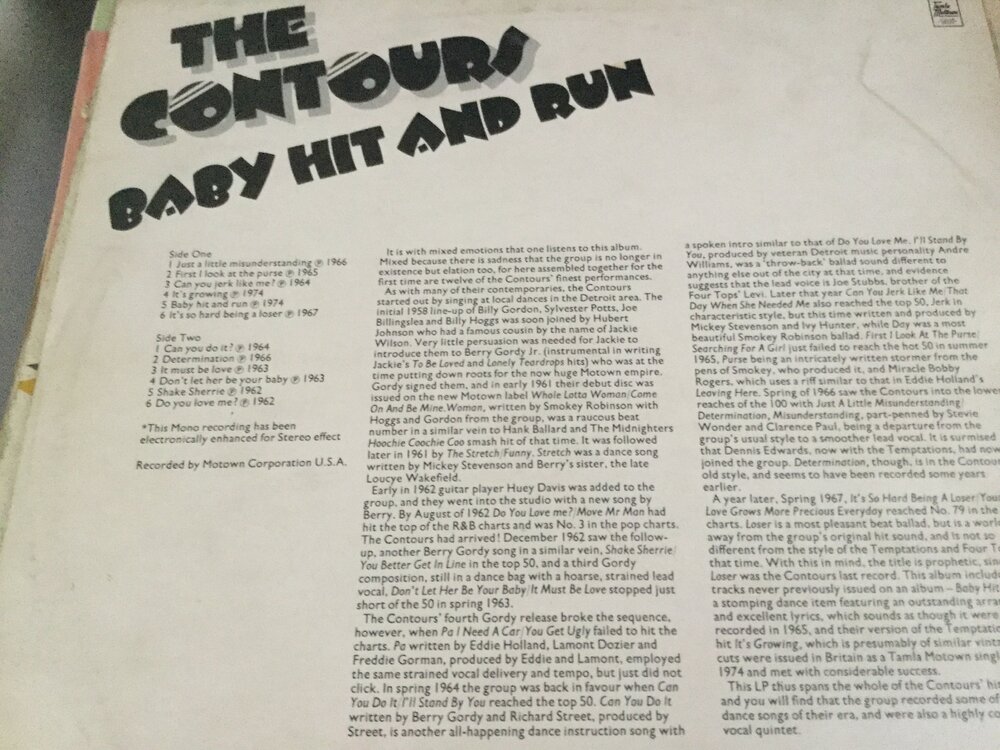 THE
CONTOURS
BABY HIT AND RUN
Side One
1 Just a little misunderstanding ℗ 1966
2 First I look at the purse ℗ 1965
3 Can you jerk like me? ℗ 1964
4 It's growing ℗ 1974
5 Baby hit and run ℗ 1974
6 It's so hard being a loser ℗ 1967
Side Two
1 Can you do it? ℗ 1964
2 Determination ℗ 1966
3 It must be love ℗ 1963
4 Don't let her be your baby ℗ 1963
5 Shake Sherrie ℗ 1962
6 Do you love me? ℗ 1962
*This Mono recording has been
electronically enhanced for Stereo effect
Recorded by Motown Corporation U.S.A.
It is with mixed emotions that one listens to this album.
Mixed because there is sadness that the group is no longer in
existence but elation too, for here assembled together for the
first time are twelve of the Contours' finest performances.
As with many of their contemporaries, the Contours
started out by singing at local dances in the Detroit area. The
initial 1958 line-up of Billy Gordon, Sylvester Potts, Joe
Billingslea and Billy Hoggs was soon joined by Hubert
Johnson who had a famous cousin by the name of Jackie
Wilson. Very little persuasion was needed for Jackie to
introduce them to Berry Gordy Jr. (instrumental in writing
Jackie's To Be Loved and Lonely Teardrops hits) who was at the
time putting down roots for the now huge Motown empire.
Gordy signed them, and in early 1961 their debut disc was
issued on the new Motown label Whole Lotta Woman/Come
On And Be Mine. Woman, written by Smokey Robinson with
Hoggs and Gordon from the group, was a raucous beat
number in a similar vein to Hank Ballard and The Midnighters
Hoochie Coochie Coo smash hit of that time. It was followed
later in 1961 by The Stretch/Funny. Stretch was a dance song
written by Mickey Stevenson and Berry's sister, the late
Loucye Wakefield.
Early in 1962 guitar player Huey Davis was added to the
group, and they went into the studio with a new song by
Berry. By August of 1962 Do You Love me?/Move Mr Man had
hit the top of the R&B charts and was No. 3 in the pop charts.
The Contours had arrived! December 1962 saw the follow-
up, another Berry Gordy song in a similar vein, Shake Sherrie/
You Better Get In Line in the top 50, and a third Gordy
composition, still in a dance bag with a hoarse, strained lead
vocal, Don't Let Her Be Your Baby/It Must Be Love stopped just
short of the 50 in spring 1963.
The Contours' fourth Gordy release broke the sequence,
however, when Pa I Need A Car/You Get Ugly failed to hit the
charts. Pa written by Eddie Holland, Lamont Dozier and
Freddie Gorman, produced by Eddie and Lamont, employed
the same strained vocal delivery and tempo, but just did not
click. In spring 1964 the group was back in favour when Can
You Do It/I'll Stand By You reached the top 50. Can You Do It
written by Berry Gordy and Richard Street, produced by
Street, is another all-happening dance instruction song with
a spoken intro similar to that of Do You Love Me. I'll Stand By
You, produced by veteran Detroit music personality Andre
Williams, was a 'throw-back' ballad sound different to
anything else out of the city at that time, and evidence
suggests that the lead voice is Joe Stubbs, brother of the
Four Tops' Levi. Later that year Can You Jerk Like Me/That
Day When She Needed Me also reached the top 50, Jerk in
characteristic style, but this time written and produced by
Mickey Stevenson and Ivy Hunter, while Day was a most
beautiful Smokey Robinson ballad. First I Look At The Purse/
Searching For A Girl just failed to reach the hot 50 in summer
1965, Purse being an intricately written stormer from the
pens of Smokey, who produced it, and Miracle Bobby
Rogers, which uses a riff similar to that in Eddie Holland's
Leaving Here. Spring of 1966 saw the Contours into the lower
reaches of the 100 with Just A Little Misunderstanding/
Determination, Misunderstanding, part-penned by Stevie
Wonder and Clarence Paul, being a departure from the
group's usual style to a smoother lead vocal. It is surmised
that Dennis Edwards, now with the Temptations, had now
joined the group. Determination, though, is in the Contours
old style, and seems to have been recorded some years
earlier.
A year later, Spring 1967, It's So Hard Being A Loser/Your
Love Grows More Precious Everyday reached No. 79 in the
charts. Loser is a most pleasant beat ballad, but is a world
away from the group's original hit sound, and is not so
different from the style of the Temptations and Four T
that time. With this in mind, the title is prophetic, sin
Loser was the Contours last record. This album include
tracks never previously issued on an album – Baby Hit
a stomping dance item featuring an outstanding arra
and excellent lyrics, which sounds as though it were
recorded in 1965, and their version of the Temptatio
hit It's Growing, which is presumably of similar vinta
cuts were issued in Britain as a Tamla Motown singl
1974 and met with considerable success.
This LP thus spans the whole of the Contours' hit
and you will find that the group recorded some of
dance songs of their era, and were also a highly co
vocal quintet.